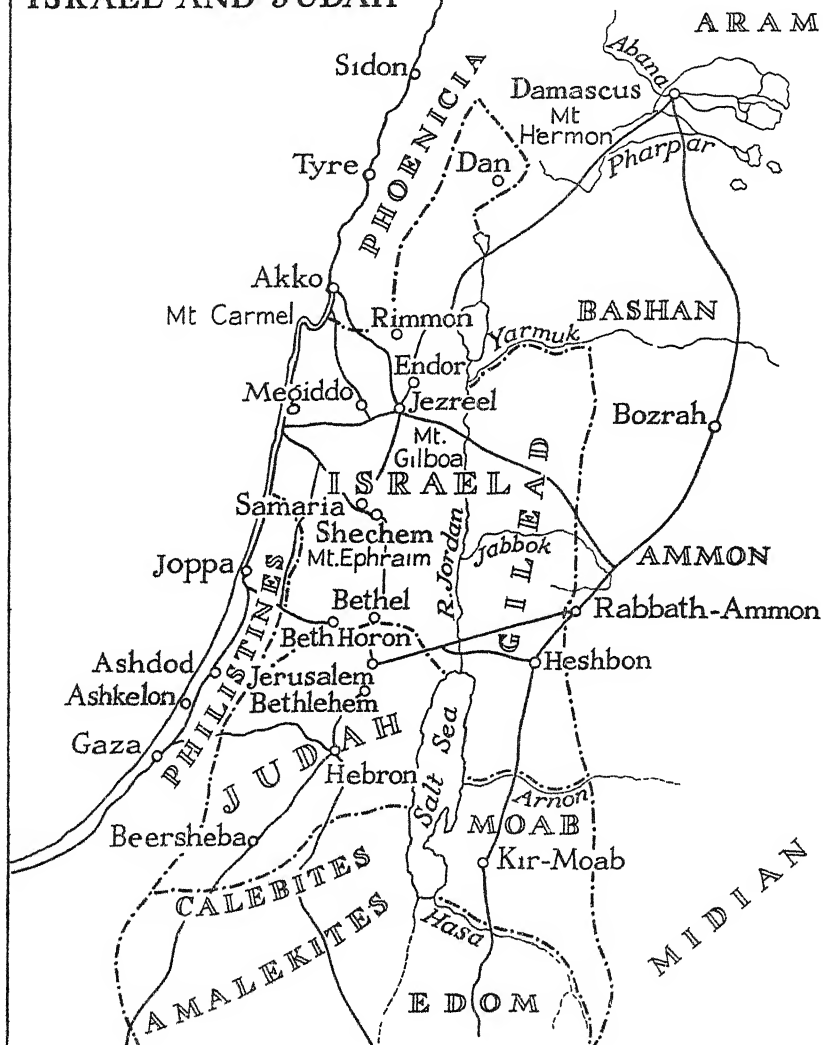 ISRAEL AND JUDAH
ARAM
Abana
Sidon
Damascus
Mt
Hermon
Pharpar
PHOENICIA
Tyre
Dan
Akko
Mt Carmel
Rimmon
BASHAN
Yarmuk
Endor
Megiddo
Jezreel
Bozrah
Mt.
Gilboa
ISRAEL
GILEAD
Samaria
Shechem
Mt. Ephraim
R. Jordan
Jabbok
AMMON
Joppa
PHILISTINES
Bethel
Rabbath-Ammon
Beth Horon
Ashdod
Jerusalem
Heshbon
Ashkelon
Bethlehem
Gaza
JUDAH
Hebron
Salt Sea
Arnon
MOAB
Beersheba
Kir-Moab
CALEBITES
MIDIAN
AMALEKITES
Hasa
EDOM